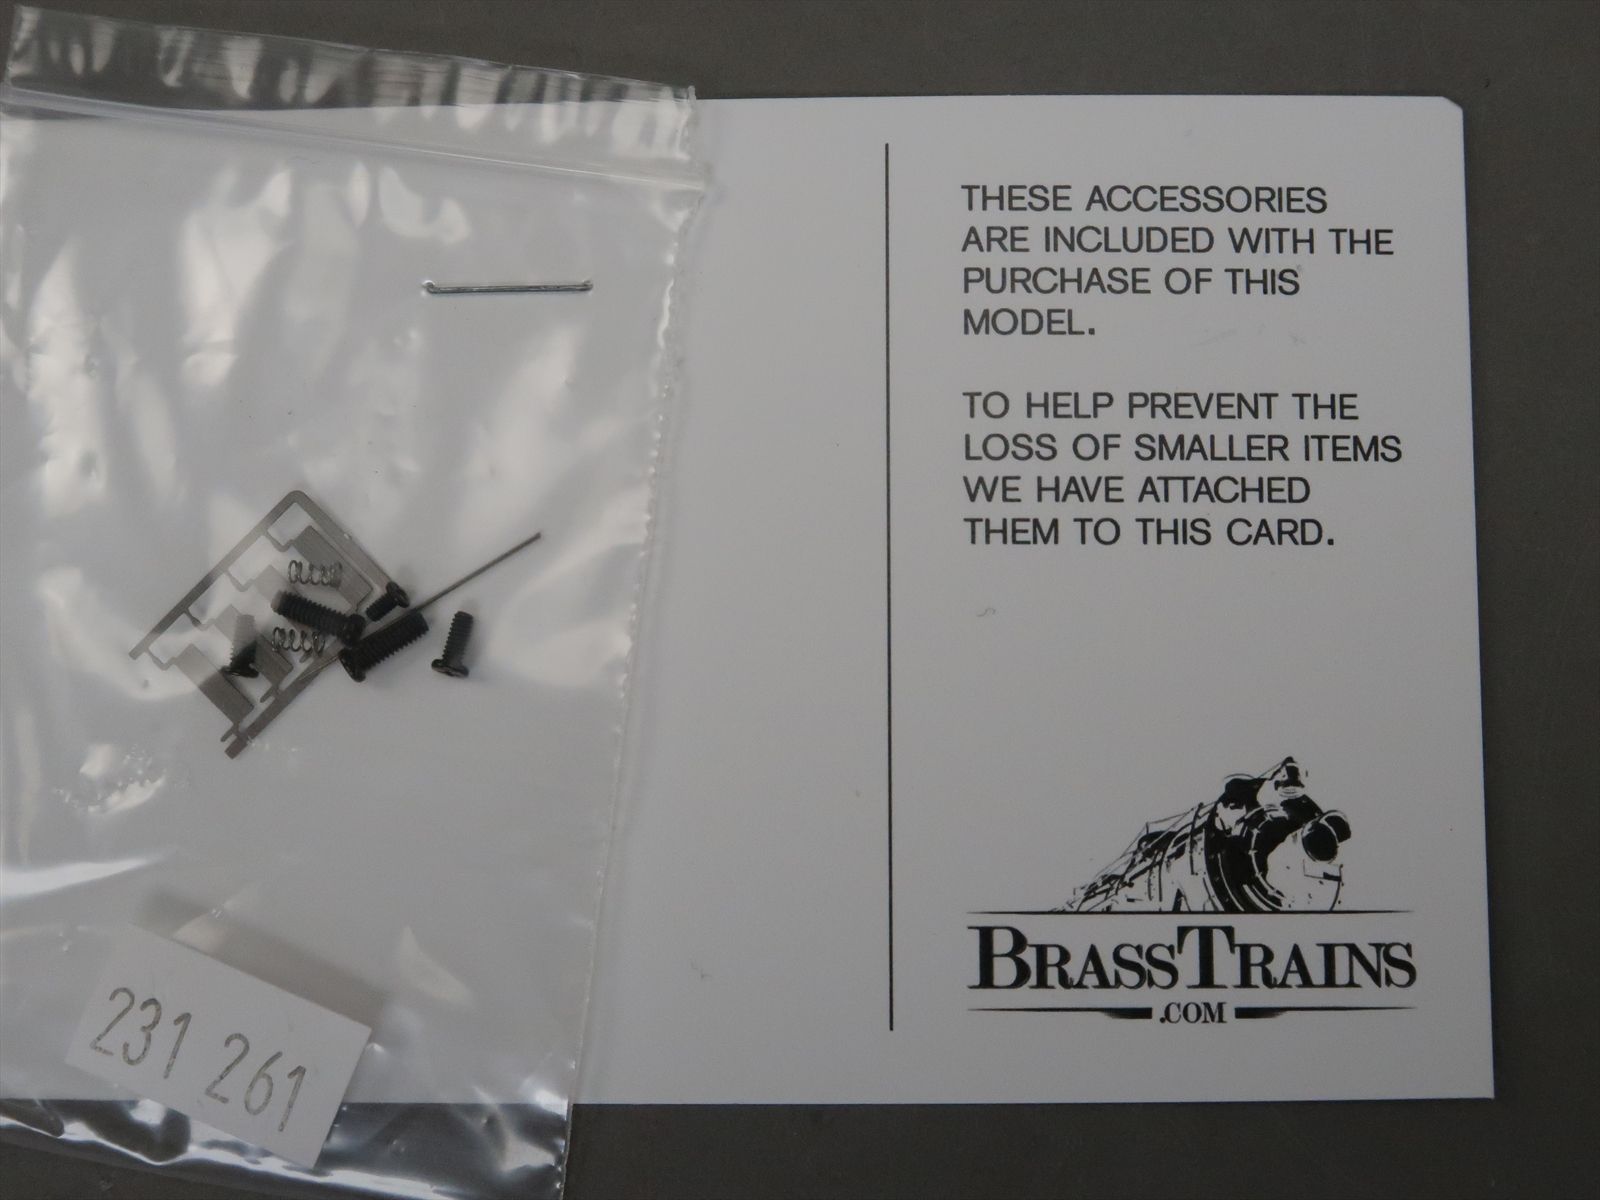 THESE ACCESSORIES
ARE INCLUDED WITH THE
PURCHASE OF THIS
MODEL.
TO HELP PREVENT THE
LOSS OF SMALLER ITEMS
WE HAVE ATTACHED
THEM TO THIS CARD.
BRASSTRAINS
.COM
231 261